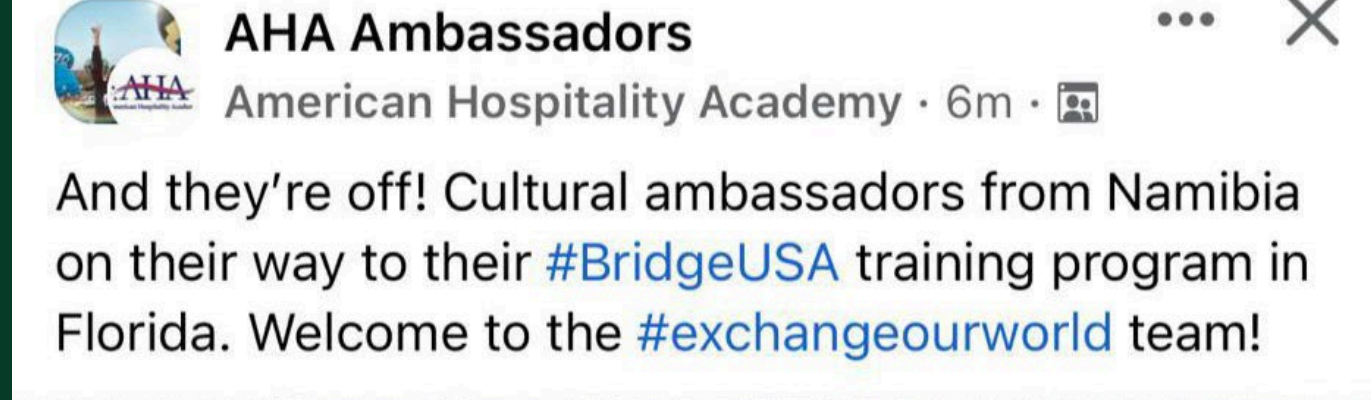 AHA Ambassadors
American Hospitality Academy · 6m ·
AHA
And they’re off! Cultural ambassadors from Namibia
on their way to their #BridgeUSA training program in
Florida. Welcome to the #exchangeourworld team!